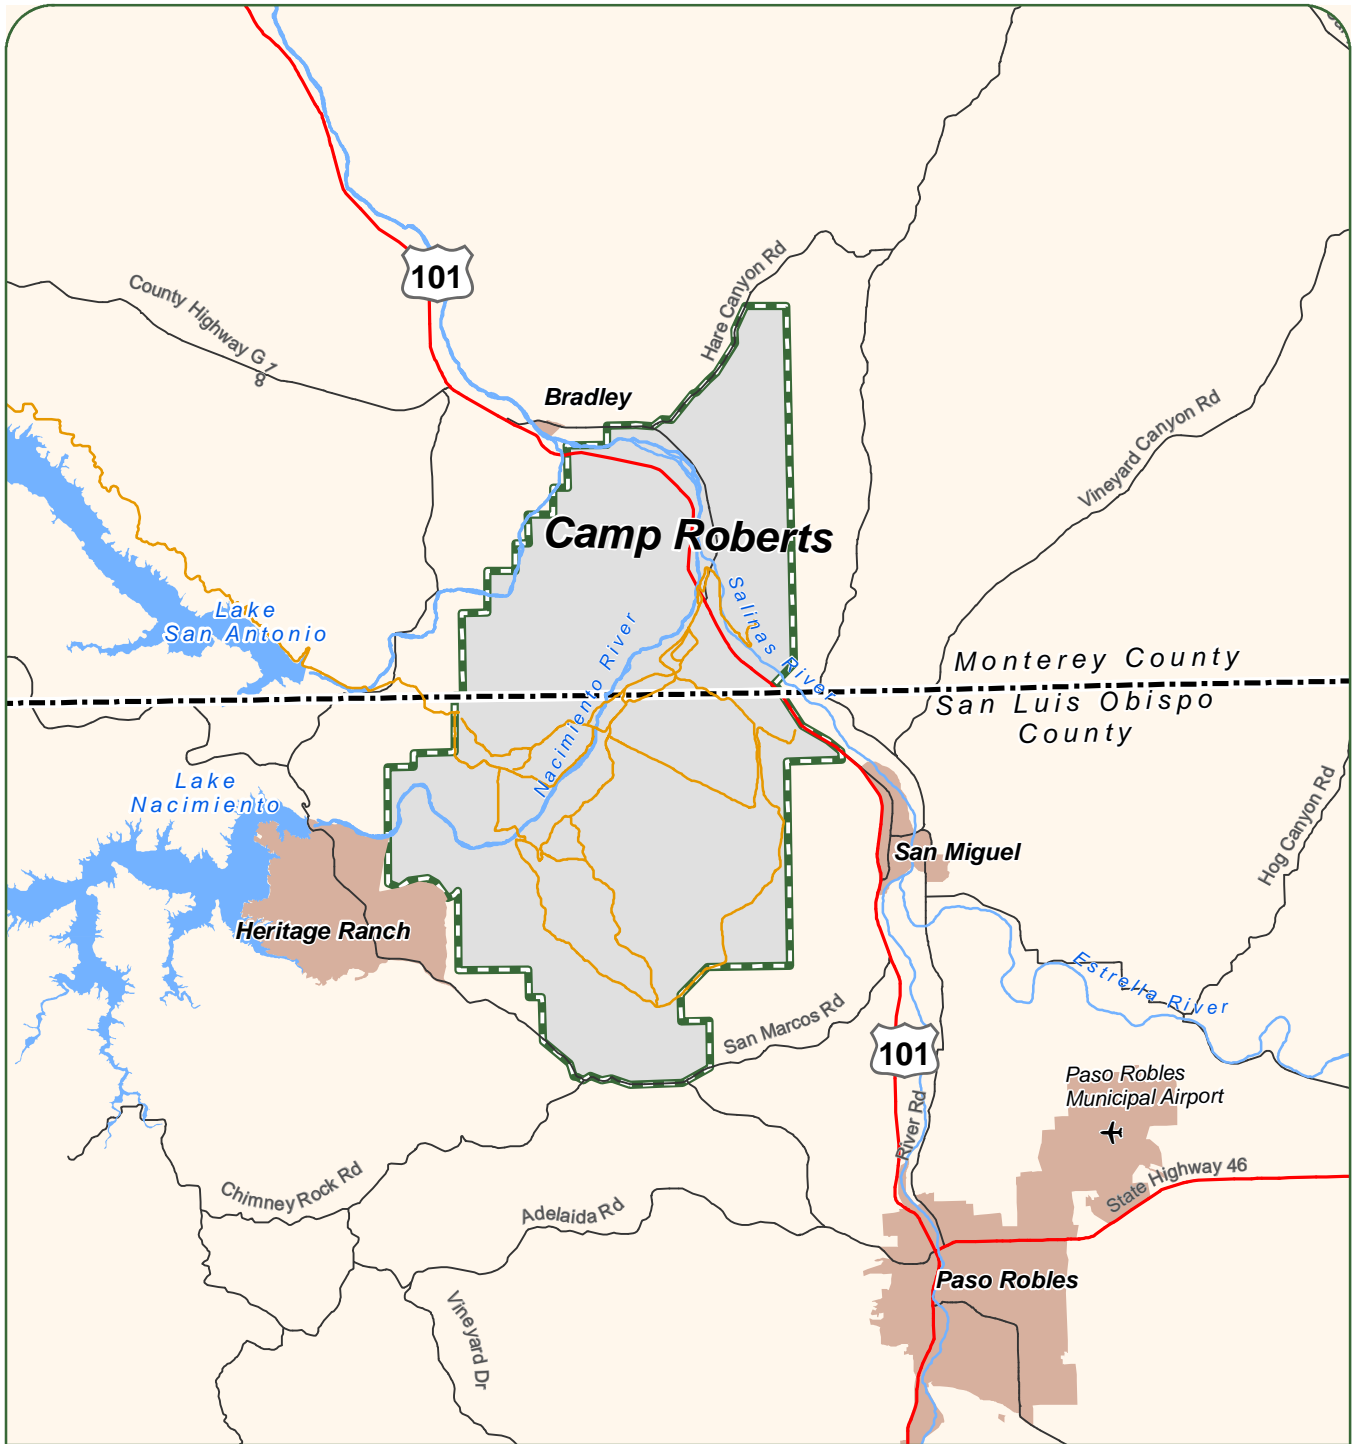 101
Hare Canyon Rd
County Highway G 1
8
Bradley
Vineyard Canyon Rd
Camp Roberts
Salinas River
Lake
San Antonio
Nacimiento River
Monterey County
San Luis Obispo
County
Lake
Nacimiento
Hog Canyon Rd
San Miguel
Heritage Ranch
Estrella River
San Marcos Rd
101
Paso Robles
Municipal Airport
River Rd
State Highway 46
Chimney Rock Rd
Adelaida Rd
Paso Robles
Vineyard Dr